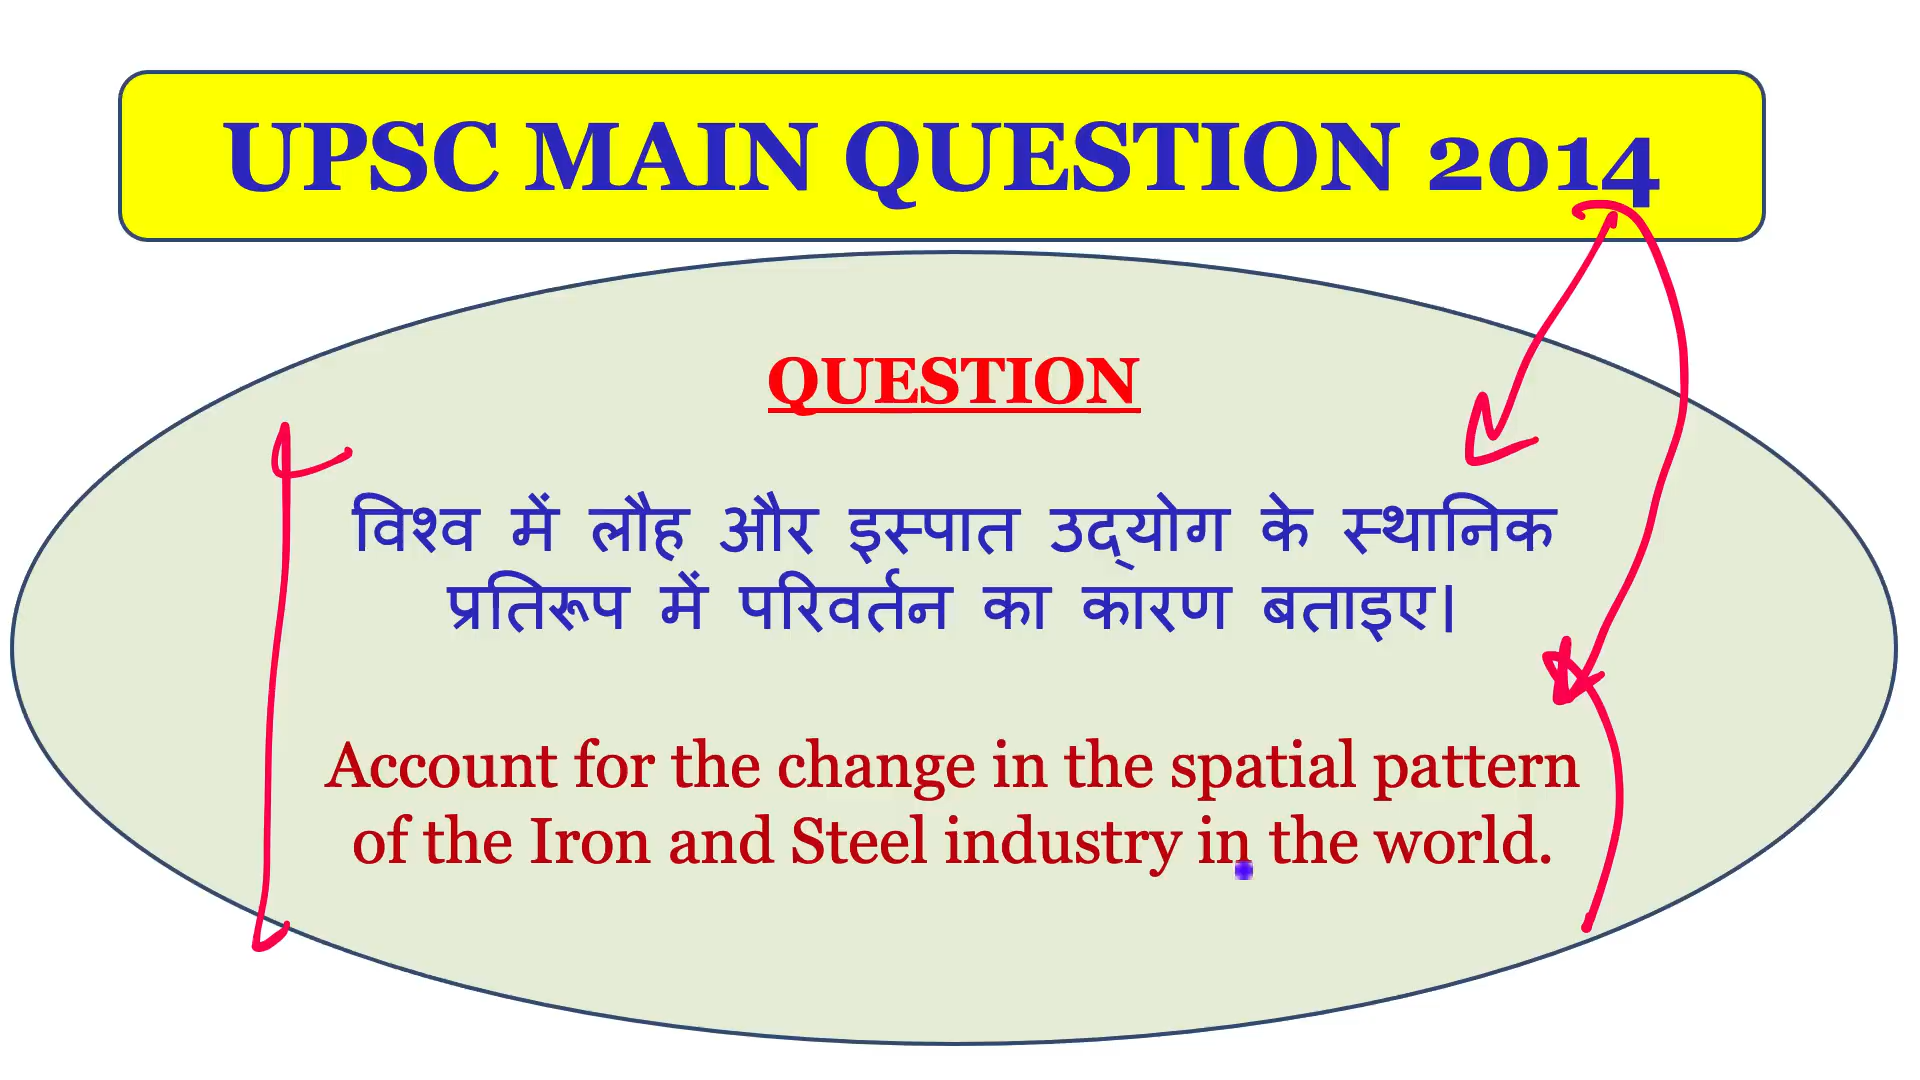 UPSC MAIN QUESTION 2014
QUESTION
विश्व में लौह और इस्पात उद्योग के स्थानिक
प्रतिरूप में परिवर्तन का कारण बताइए।
Account for the change in the spatial pattern
of the Iron and Steel industry in the world.